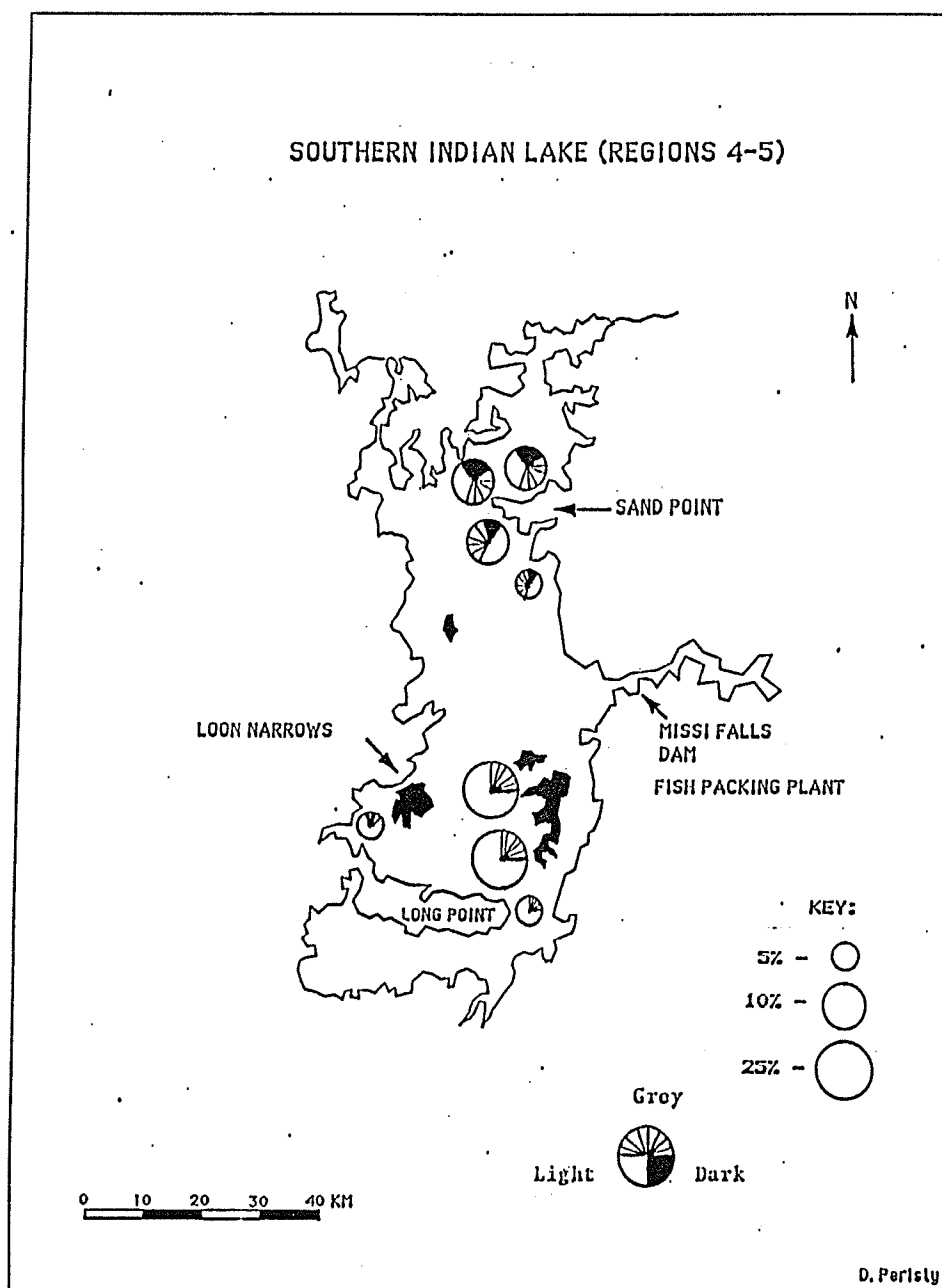 SOUTHERN INDIAN LAKE (REGIONS 4-5)
N
SAND POINT
LOON NARROWS
MISSI FALLS
DAM
FISH PACKING PLANT
LONG POINT
KEY:
5% -
10% -
25% -
Grey
Light
Dark
0 10 20 30 40 KM
D. Perisly